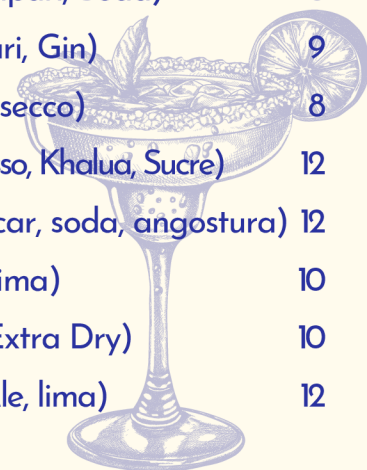 ari, Gin) 9
secco) 8
so, Khalua, Sucre) 12
car, soda, angostura) 12
ima) 10
Extra Dry) 10
le, lima) 12